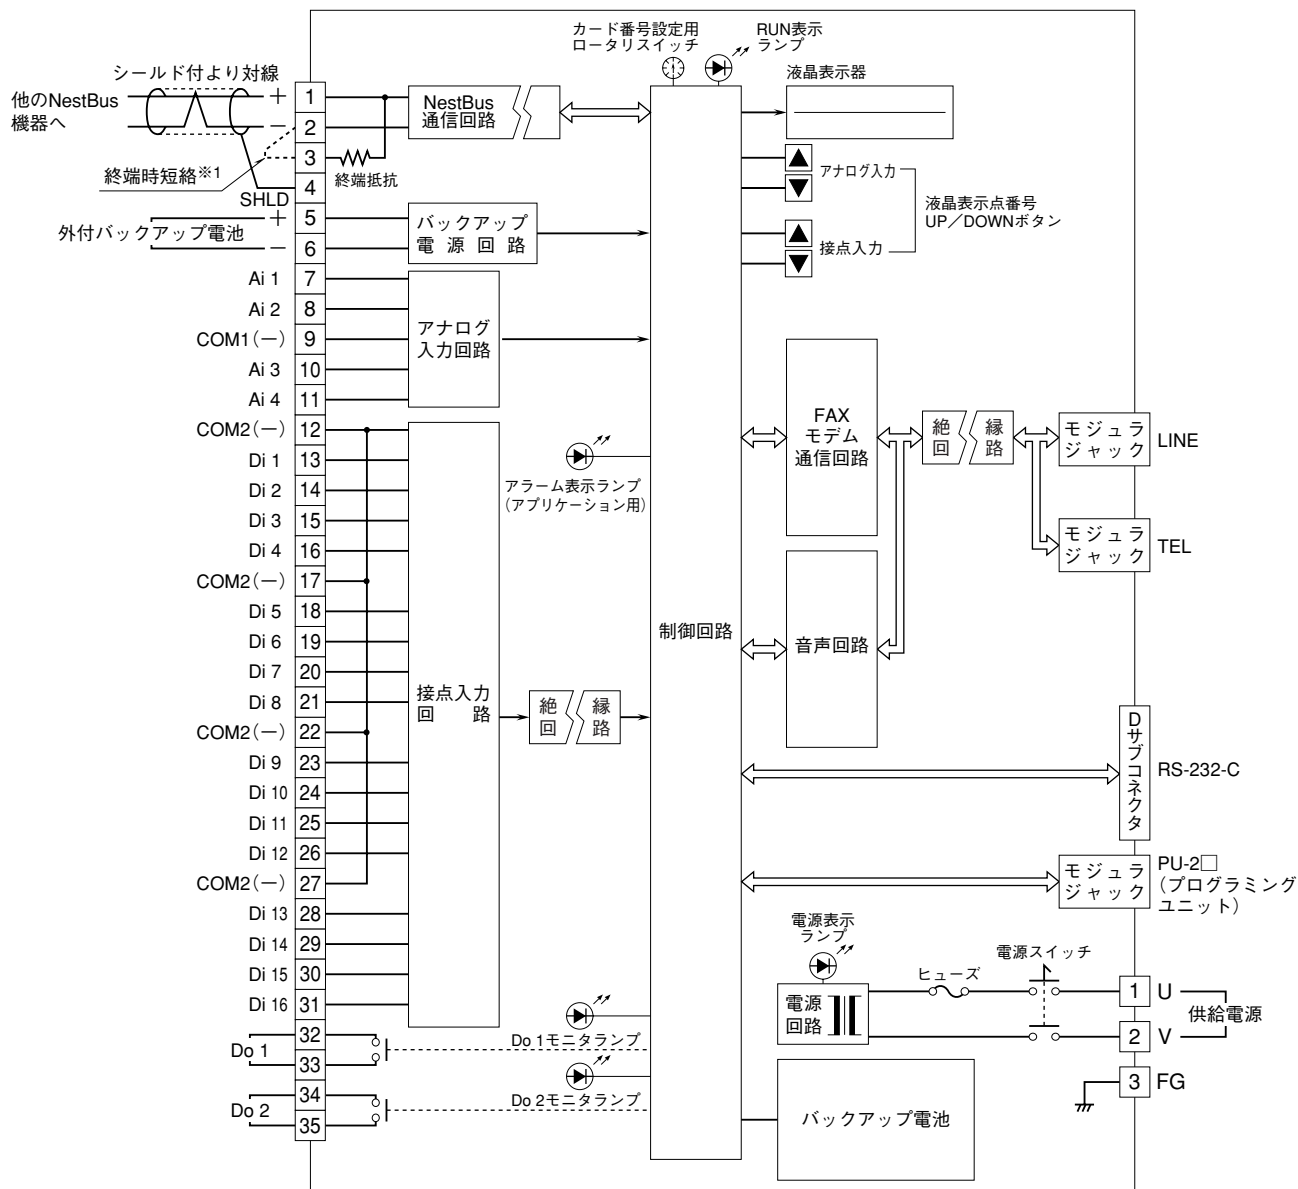 カード番号設定用
ロータリスイッチ
RUN表示
ランプ
シールド付より対線
他のNestBus
機器へ
+
−
1
2
3
4
NestBus
通信回路
液晶表示器
終端時短絡※1
終端抵抗
SHLD
アナログ入力
接点入力
液晶表示点番号
UP／DOWNボタン
外付バックアップ電池
+
−
5
6
バックアップ
電源回路
Ai 1
7
Ai 2
8
COM1(−)
9
Ai 3
10
Ai 4
11
アナログ
入力回路
COM2(−)
12
Di 1
13
Di 2
14
Di 3
15
Di 4
16
COM2(−)
17
Di 5
18
Di 6
19
Di 7
20
Di 8
21
COM2(−)
22
Di 9
23
Di 10
24
Di 11
25
Di 12
26
COM2(−)
27
Di 13
28
Di 14
29
Di 15
30
Di 16
31
接点入力
回路
絶縁
回路
アラーム表示ランプ
(アプリケーション用)
制御回路
FAX
モデム
通信回路
絶縁
回路
モジュラ
ジャック
LINE
モジュラ
ジャック
TEL
音声回路
Dサブコネクタ
RS-232-C
モジュラ
ジャック
PU-2□
(プログラミング
ユニット)
Do 1
32
33
Do 1モニタランプ
Do 2
34
35
Do 2モニタランプ
電源表示
ランプ
電源
回路
ヒューズ
電源スイッチ
1
U
2
V
供給電源
3
FG
バックアップ電池